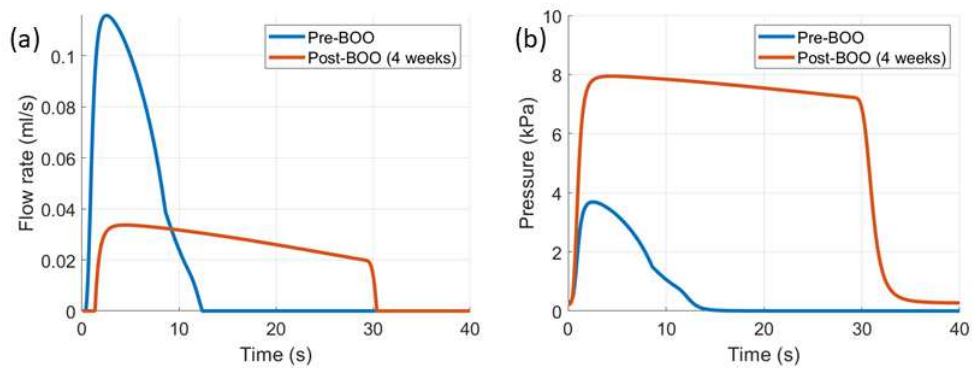 (a)
Pre-BOO
Post-BOO (4 weeks)
Flow rate (ml/s)
0.1
0.08
0.06
0.04
0.02
0
0 10 20 30 40
Time (s)
(b)
Pre-BOO
Post-BOO (4 weeks)
Pressure (kPa)
10
8
6
4
2
0
0 10 20 30 40
Time (s)